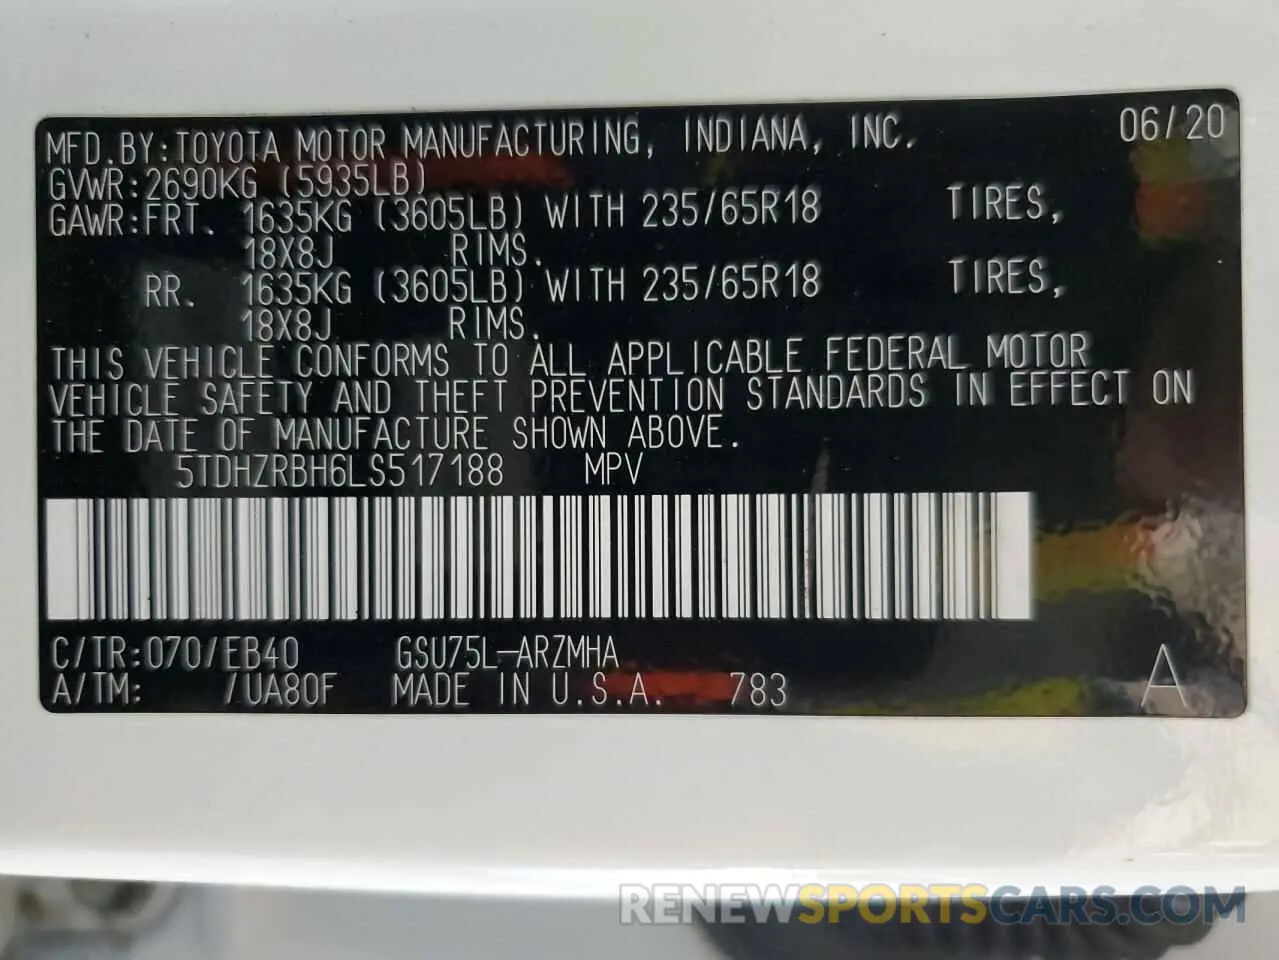 06/20
MFD.BY:TOYOTA MOTOR MANUFACTURING, INDIANA, INC.
GVWR:2690KG (5935LB)
GAWR:FRT. 1635KG (3605LB) WITH 235/65R18 TIRES,
18X8J RIMS.
RR. 1635KG (3605LB) WITH 235/65R18 TIRES,
18X8J RIMS.
THIS VEHICLE CONFORMS TO ALL APPLICABLE FEDERAL MOTOR
VEHICLE SAFETY AND THEFT PREVENTION STANDARDS IN EFFECT ON
THE DATE OF MANUFACTURE SHOWN ABOVE.
5TDHZRBH6LS517188 MPV
C/TR:070/EB40 GSU75L-ARZMHA
A/TM: /UA80F MADE IN U.S.A. 783 A
RENEWSPORTSCARS.COM